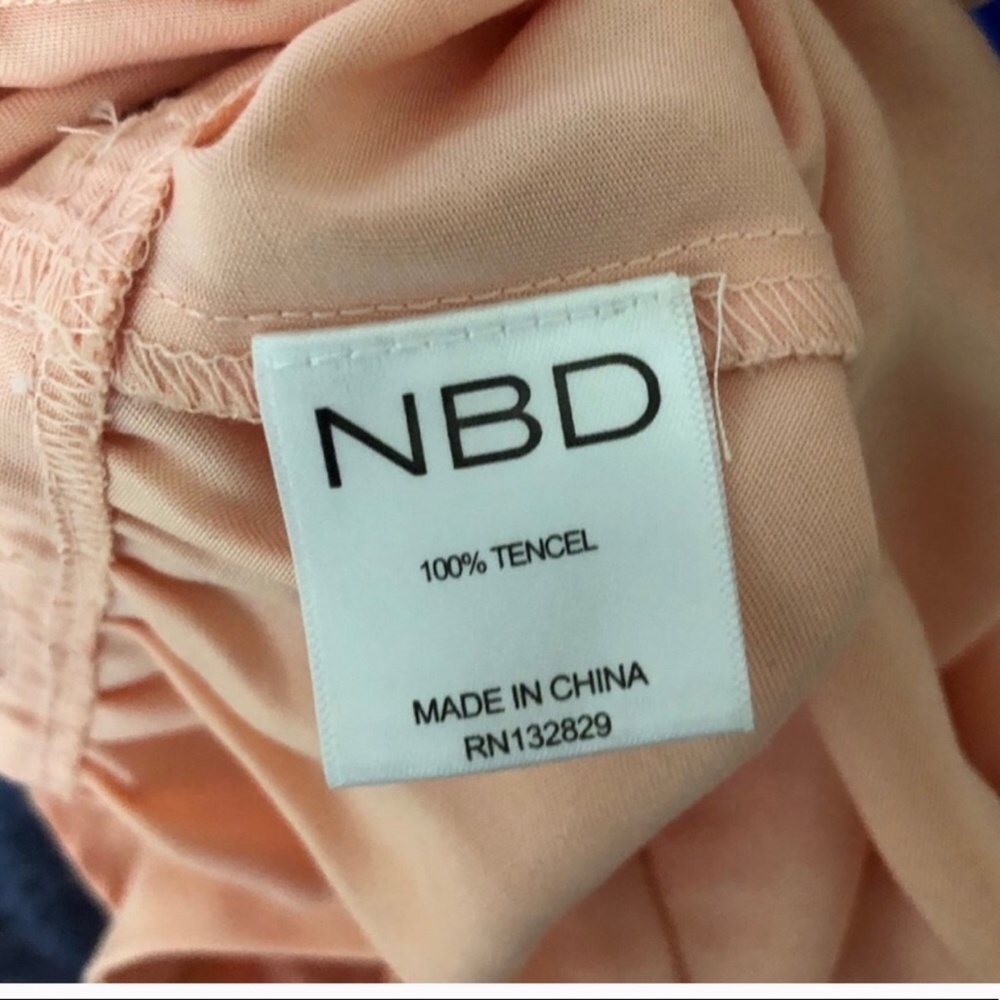 NBD
100% TENCEL
MADE IN CHINA
RN132829